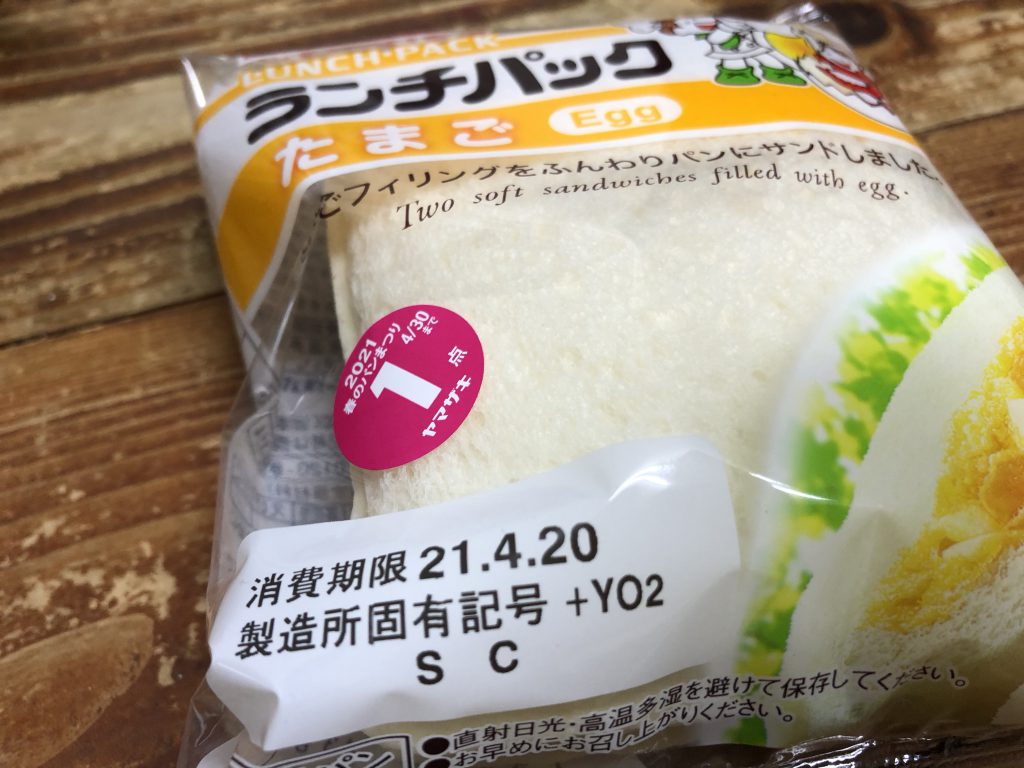 LUNCH・PACK
ランチパック
たまご Egg
ごフィリングをふんわりパンにサンドしました。
Two soft sandwiches filled with egg.
2021
春のパンまつり
4/30
まで
1点
ヤマザキ
消費期限 21.4.20
製造所固有記号 +YO2
S C
●直射日光・高温多湿を避けて保存してください。
●お早めにお召し上がりください。
パン